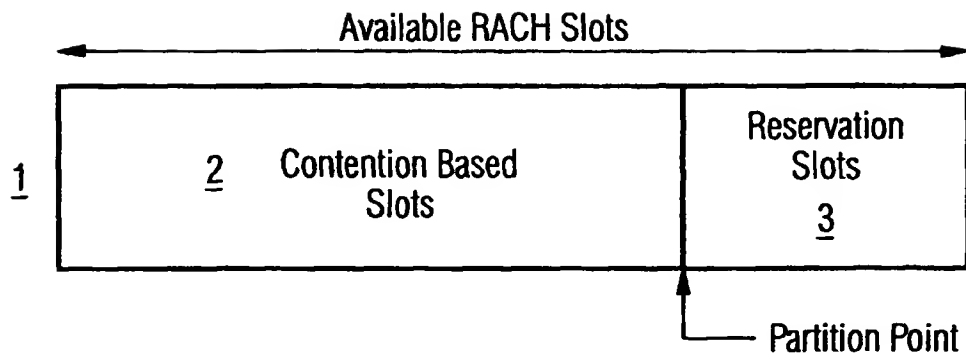 Available RACH Slots
1
2
Contention Based
Slots
Reservation
Slots
3
Partition Point